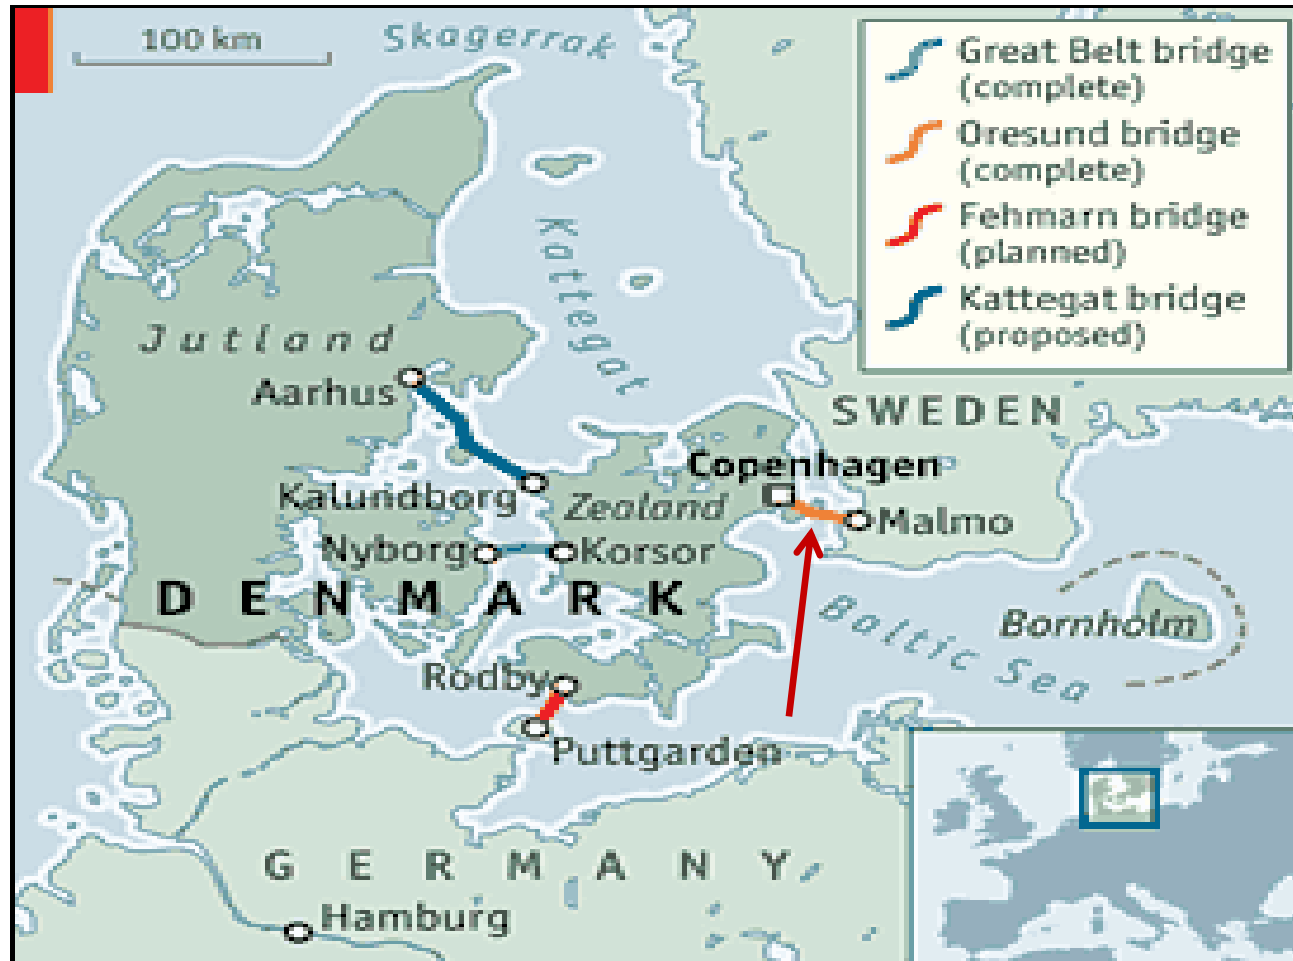 100 km
Skagerrak
Great Belt bridge
(complete)
Oresund bridge
(complete)
Fehmarn bridge
(planned)
Kattegat bridge
(proposed)
Kattegat
Jutland
Aarhus
SWEDEN
Copenhagen
Kalundborg
Zealand
Malmo
Nyborg
Korsor
DENMARK
Baltic Sea
Bornholm
Rodby
Puttgarden
GERMANY
Hamburg